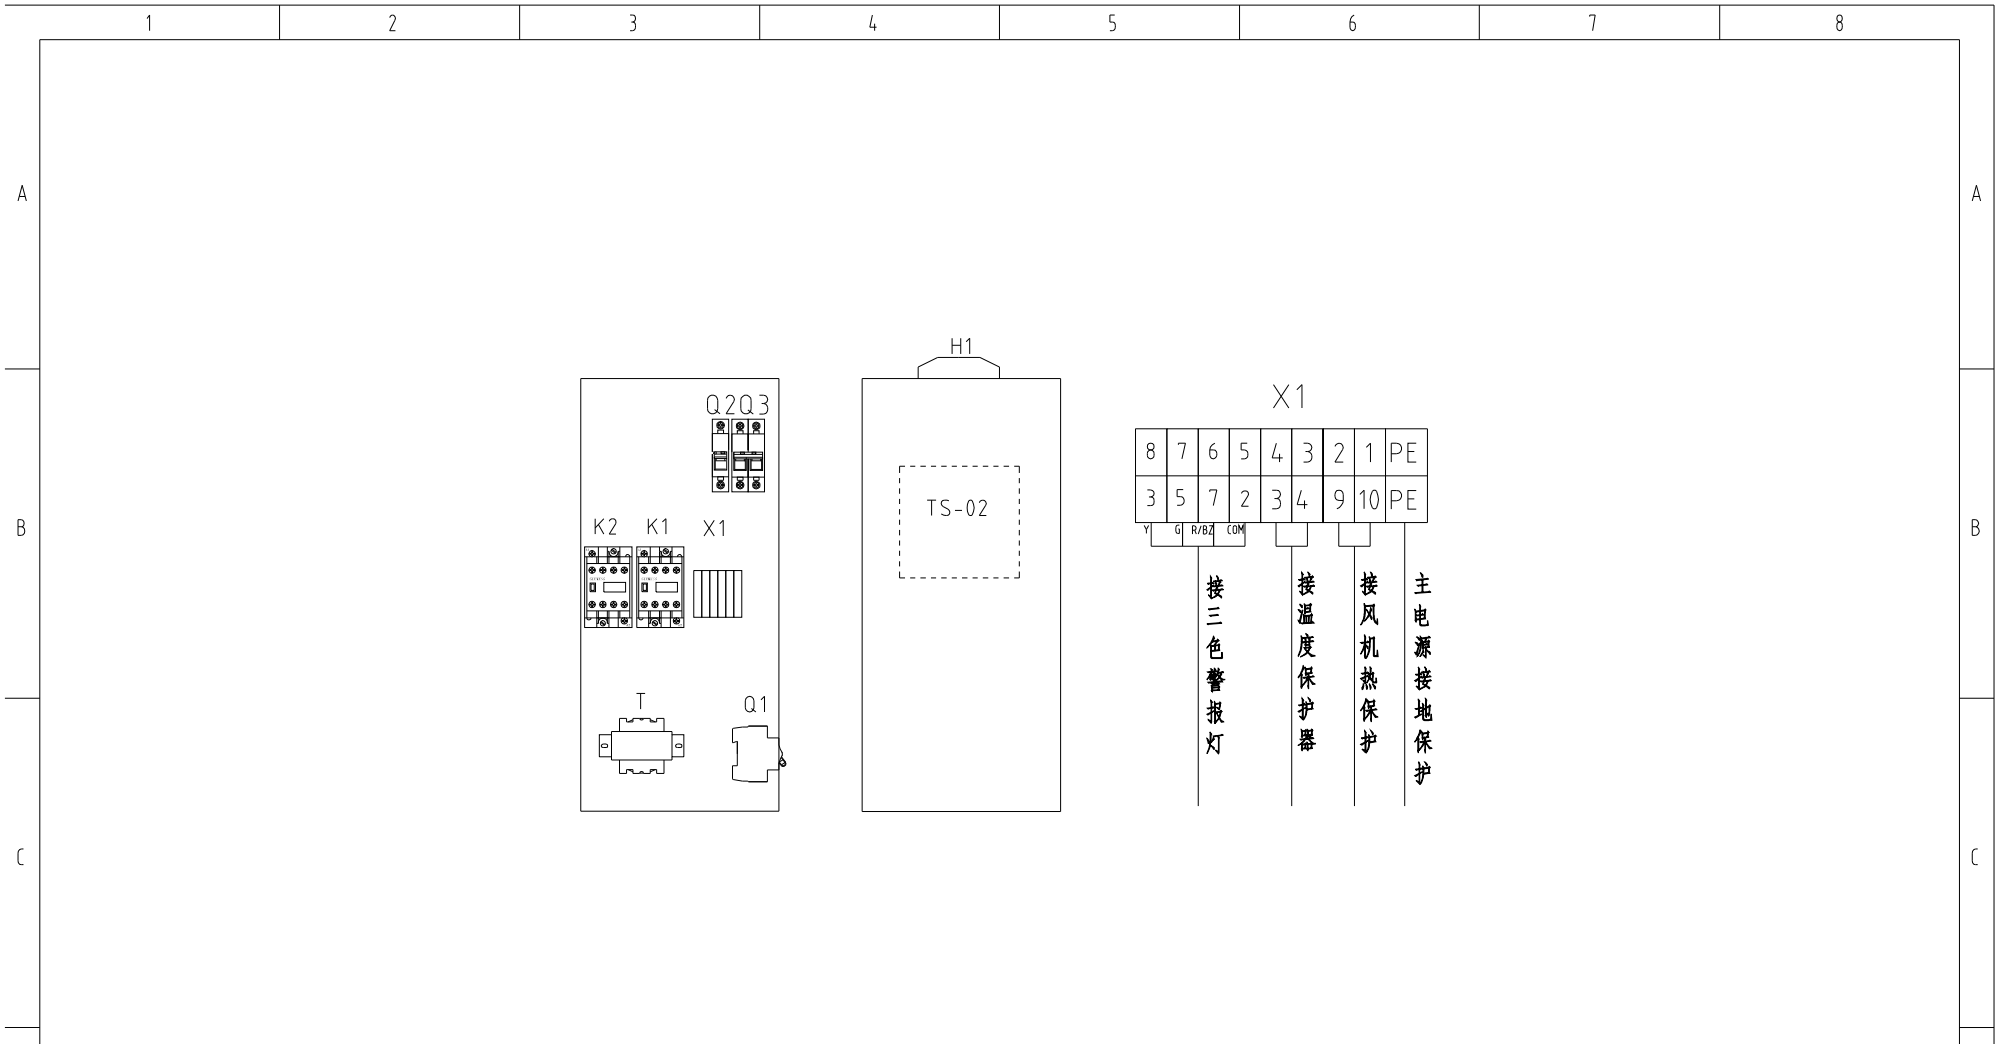 1 2 3 4 5 6 7 8
A A
H1
X1
Q2 Q3
8 7 6 5 4 3 2 1 PE
3 5 7 2 3 4 9 10 PE
TS-02
Y G R/BZ COM
B B
K2 K1 X1
接三色警报灯
接温度保护器
接风机热保护
主电源接地保护
T Q1
C C